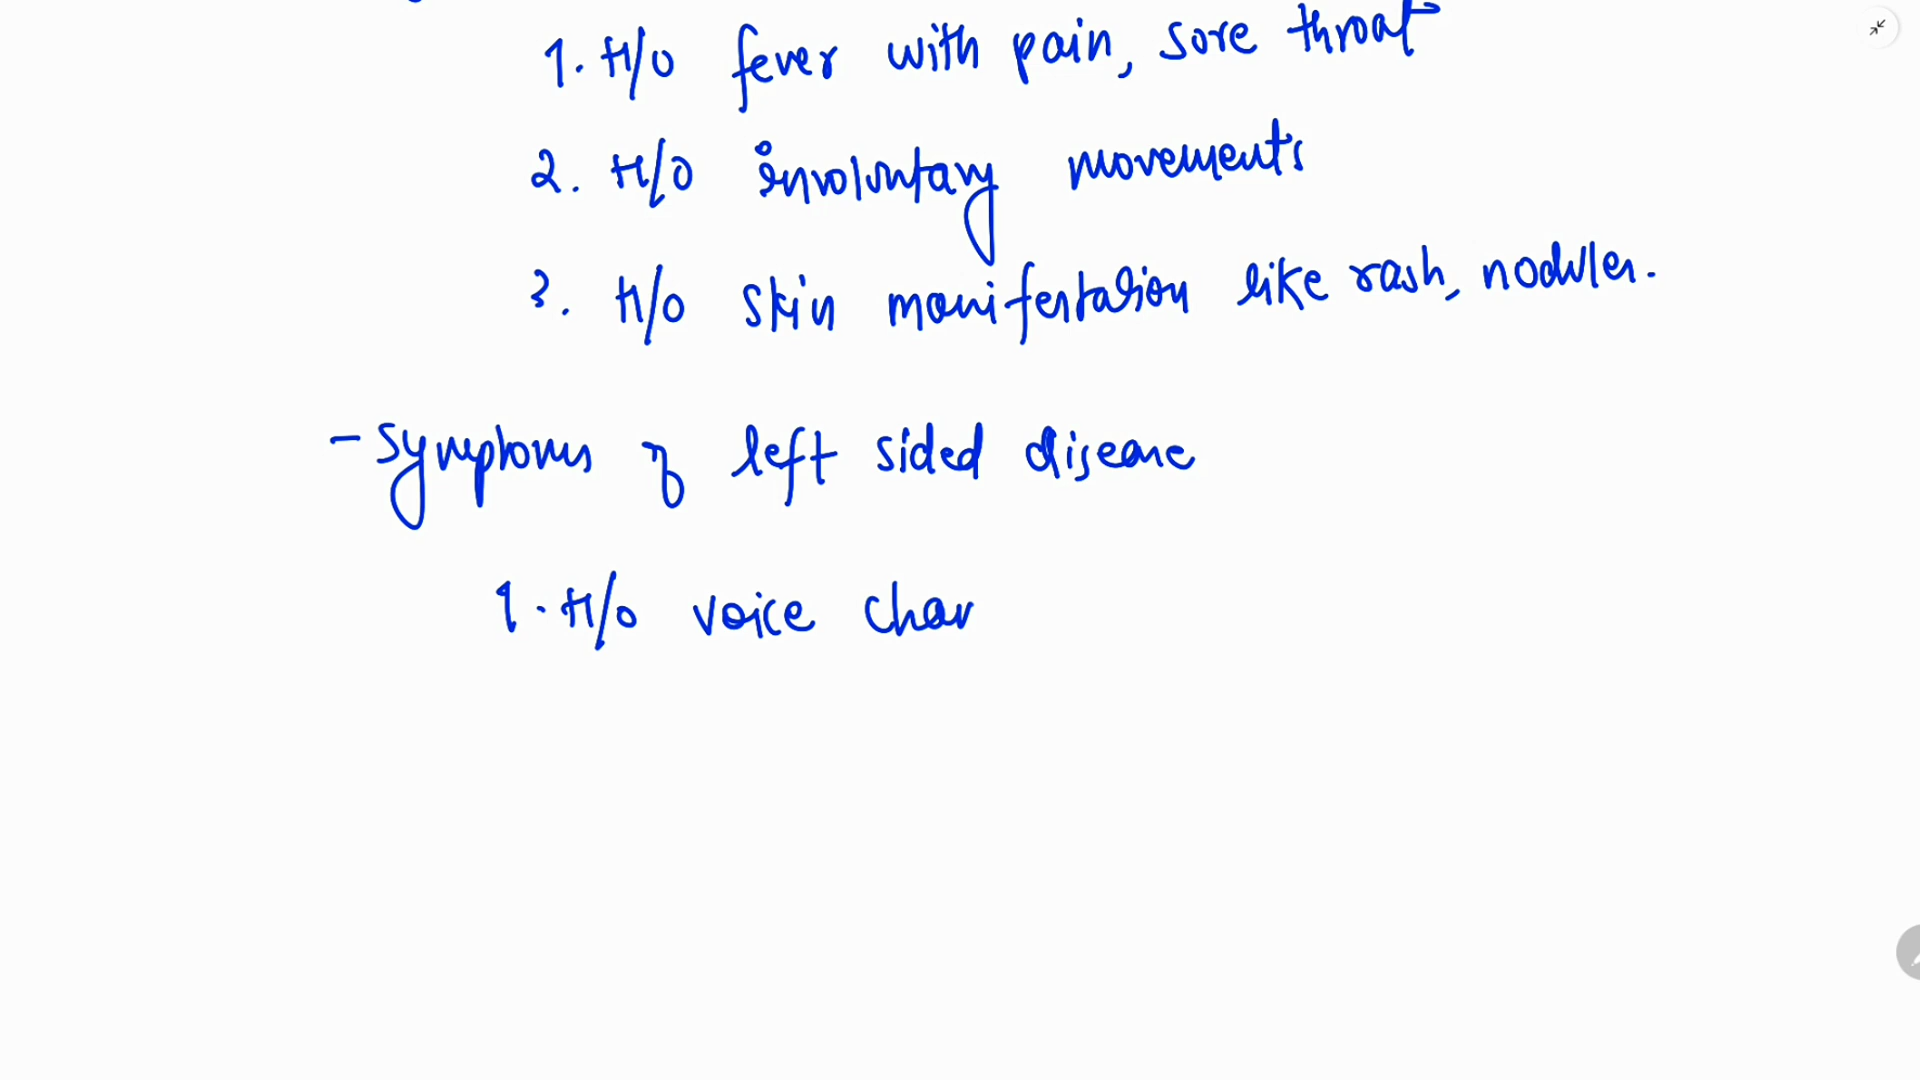 1. H/O fever with pain, sore throat
2. H/O involuntary movements
3. H/O skin manifestation like rash, nodules.
- Symptoms of left sided disease
1. H/O voice chan